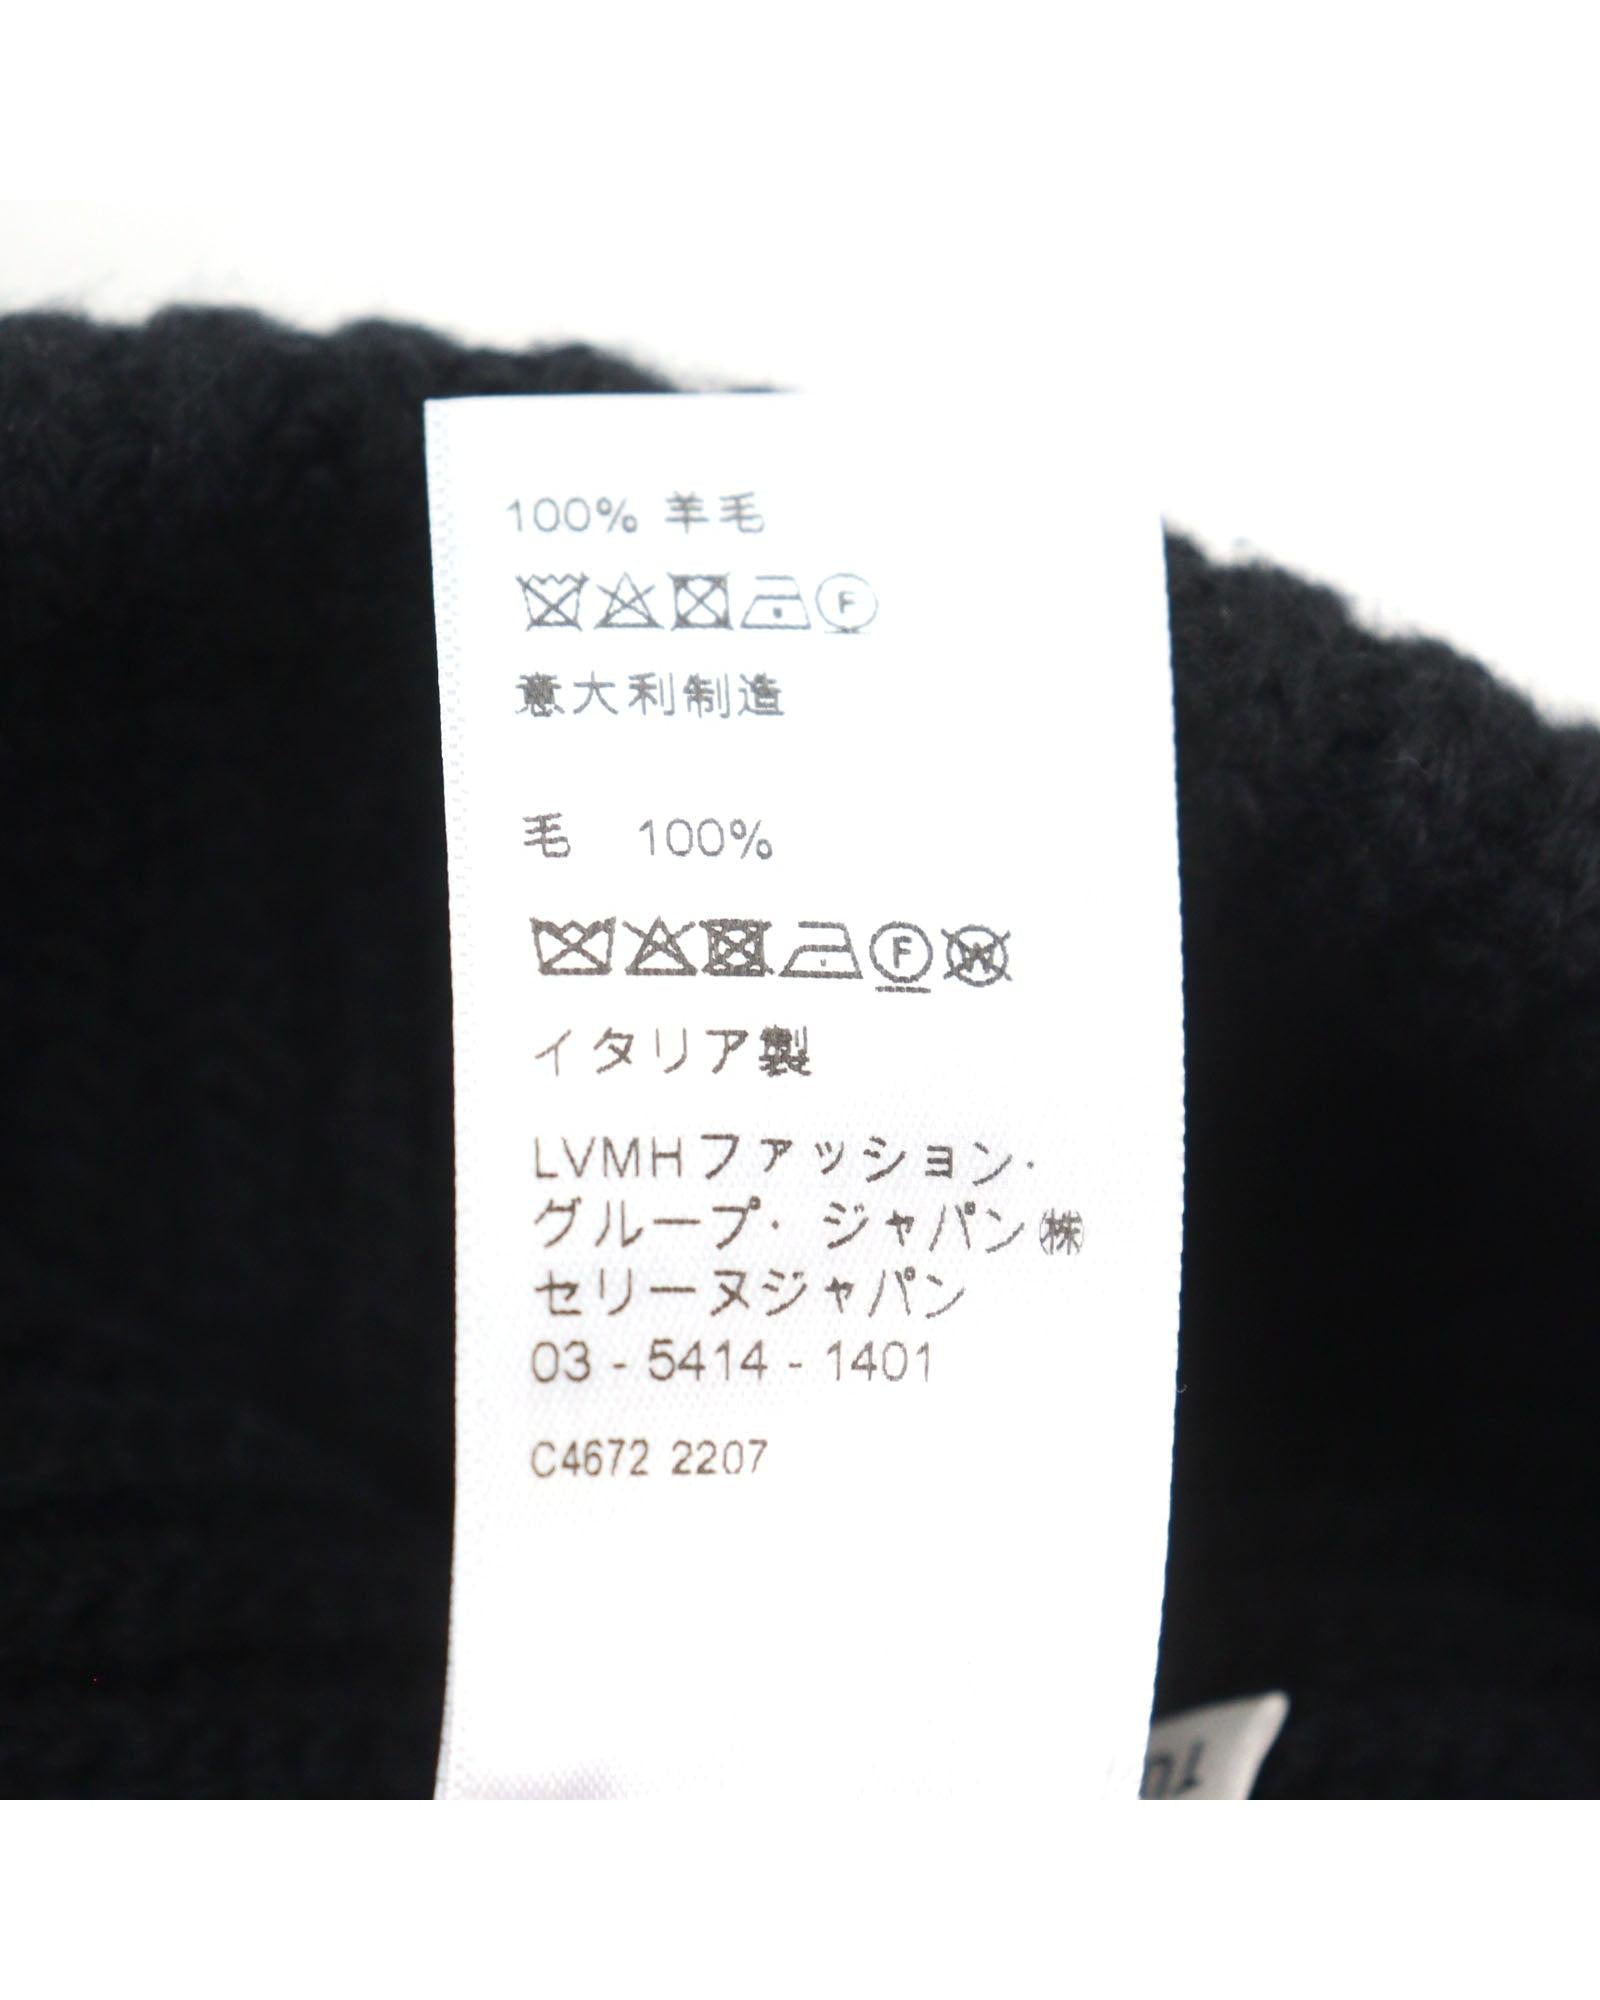 100% 羊毛
F
意大利制造
毛 100%
F W
イタリア製
LVMHファッション・
グループ・ジャパン㈱
セリーヌジャパン
03 - 5414 - 1401
C4672 2207